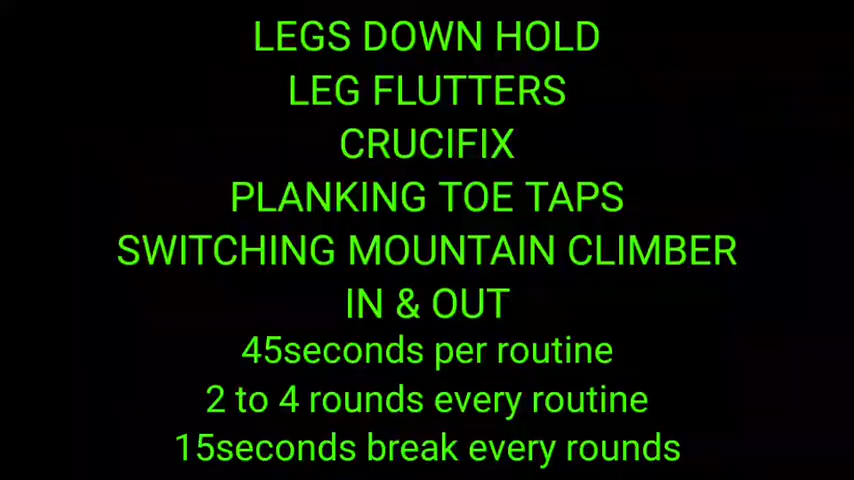 LEGS DOWN HOLD
LEG FLUTTERS
CRUCIFIX
PLANKING TOE TAPS
SWITCHING MOUNTAIN CLIMBER
IN & OUT
45seconds per routine
2 to 4 rounds every routine
15seconds break every rounds